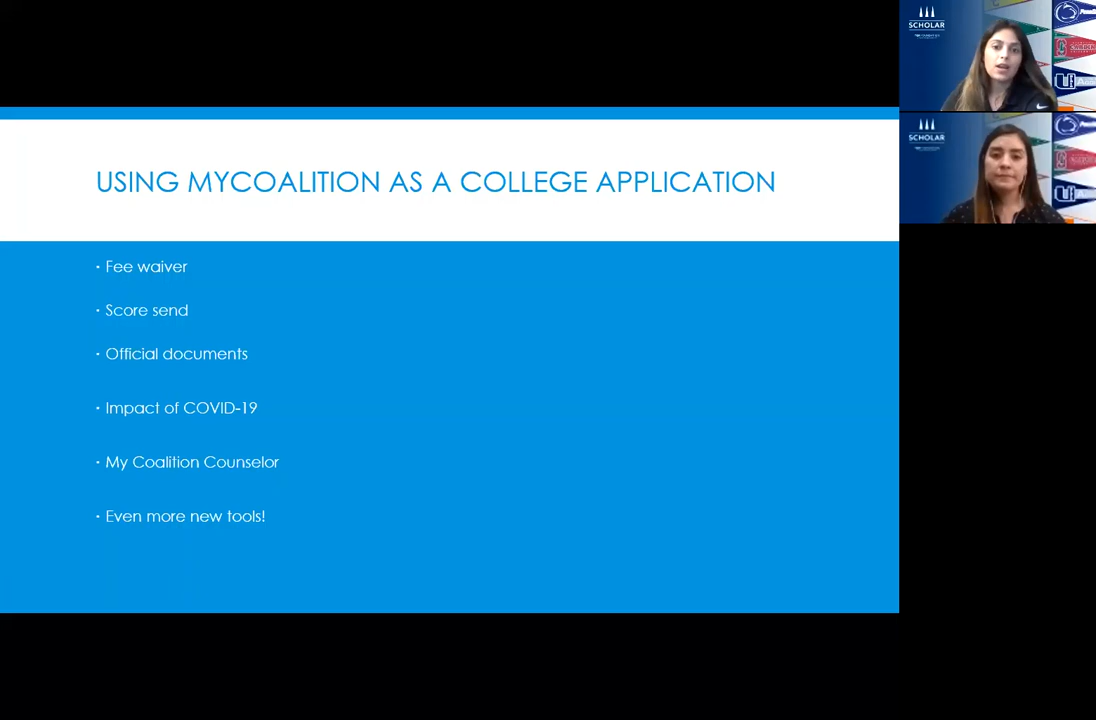 USING MYCOALITION AS A COLLEGE APPLICATION
· Fee waiver
· Score send
· Official documents
· Impact of COVID-19
· My Coalition Counselor
· Even more new tools!
SCHOLAR
SCHOLAR